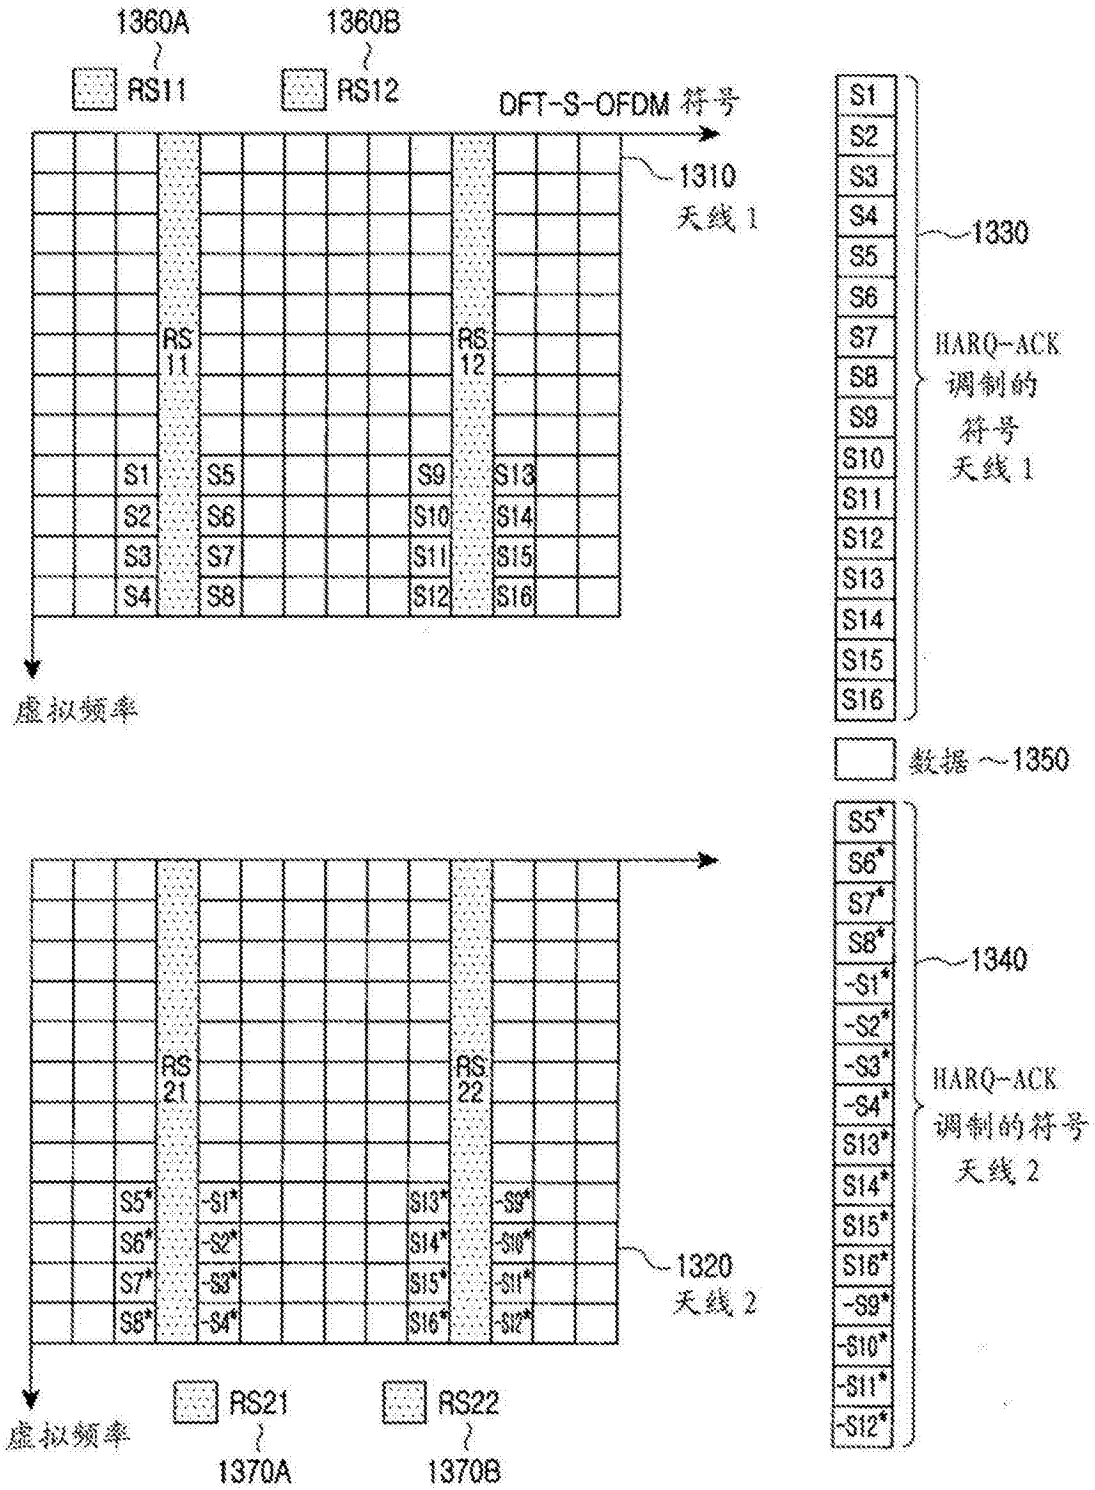 1360A
1360B
RS11
RS12
DFT-S-OFDM 符号
1310
天线 1
RS
11
RS
12
S1 S5 S9 S13
S2 S6 S10 S14
S3 S7 S11 S15
S4 S8 S12 S16
虚拟频率
S1
S2
S3
S4
S5
S6
S7
S8
S9
S10
S11
S12
S13
S14
S15
S16
1330
HARQ-ACK
调制的
符号
天线 1
数据
1350
RS
21
RS
22
S5* -S1* S13* -S9*
S6* -S2* S14* -S10*
S7* -S3* S15* -S11*
S8* -S4* S16* -S12*
1320
天线 2
虚拟频率
RS21
RS22
1370A
1370B
S5*
S6*
S7*
S8*
-S1*
-S2*
-S3*
-S4*
S13*
S14*
S15*
S16*
-S9*
-S10*
-S11*
-S12*
1340
HARQ-ACK
调制的符号
天线 2